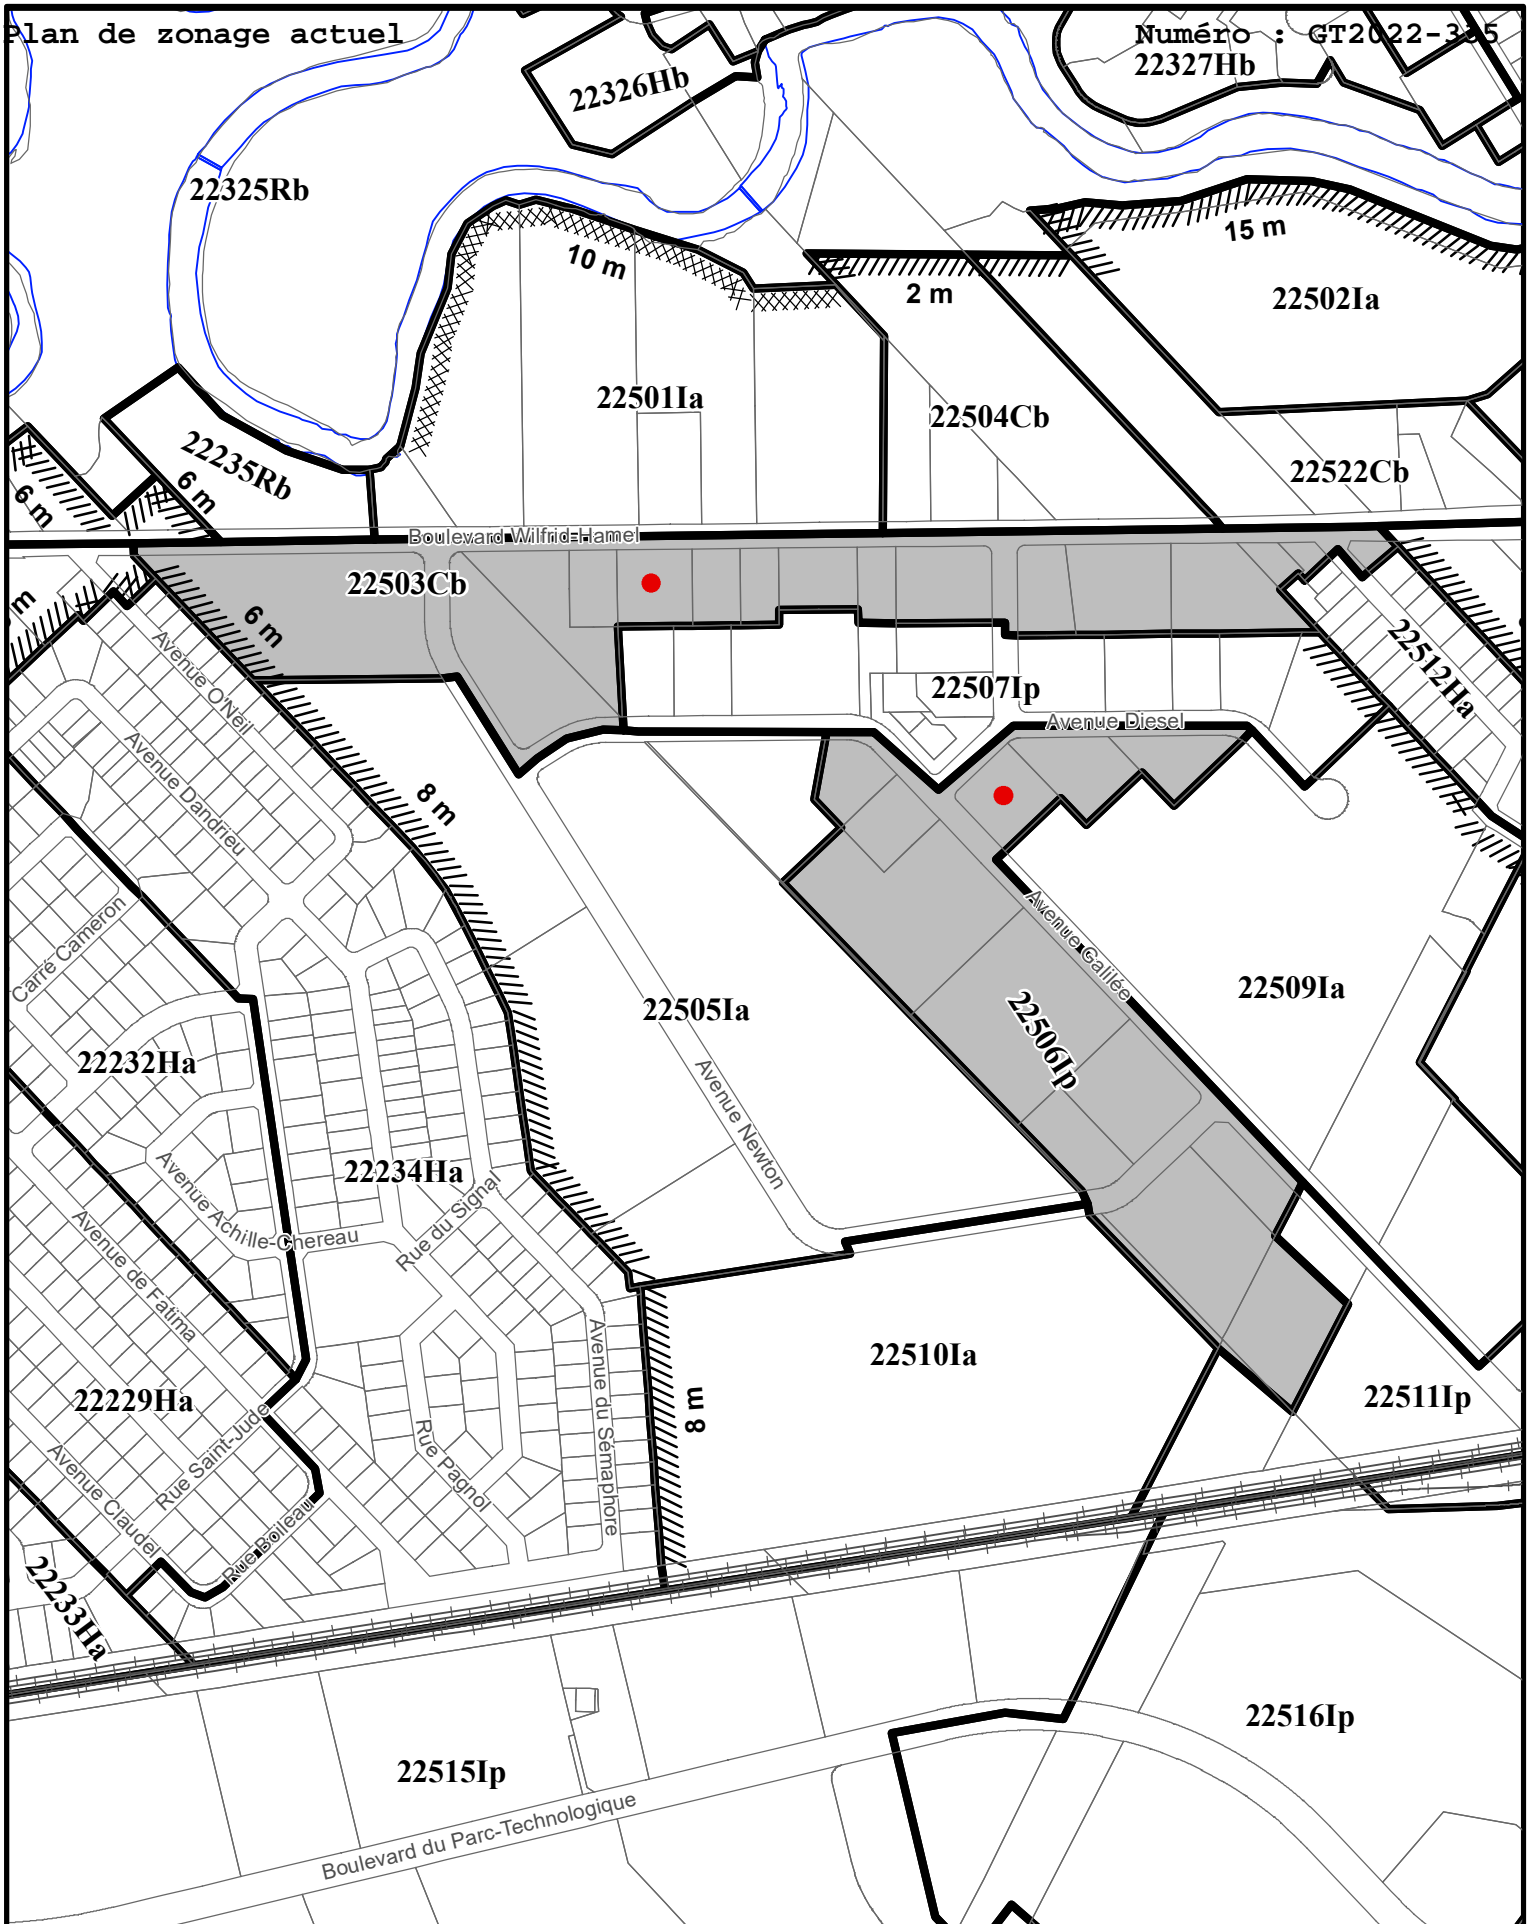 Plan de zonage actuel
Numéro : GT2022-335
22327Hb
22326Hb
22325Rb
15 m
10 m
2 m
22502Ia
22501Ia
22504Cb
22235Rb
22522Cb
6 m
6 m
Boulevard Wilfrid-Hamel
22503Cb
m
6 m
Avenue O'Neil
22512Ha
22507Ip
Avenue Diesel
Avenue Dandrieu
8 m
Carré Cameron
Avenue Galilée
22509Ia
22505Ia
22506Ip
22232Ha
Avenue Newton
22234Ha
Avenue Achille-Chereau
Rue du Signal
Avenue de Fatima
22510Ia
22229Ha
8 m
22511Ip
Avenue du Sémaphore
Rue Saint-Jude
Rue Pagnol
Avenue Claudel
Rue Boileau
22233Ha
22516Ip
22515Ip
Boulevard du Parc-Technologique